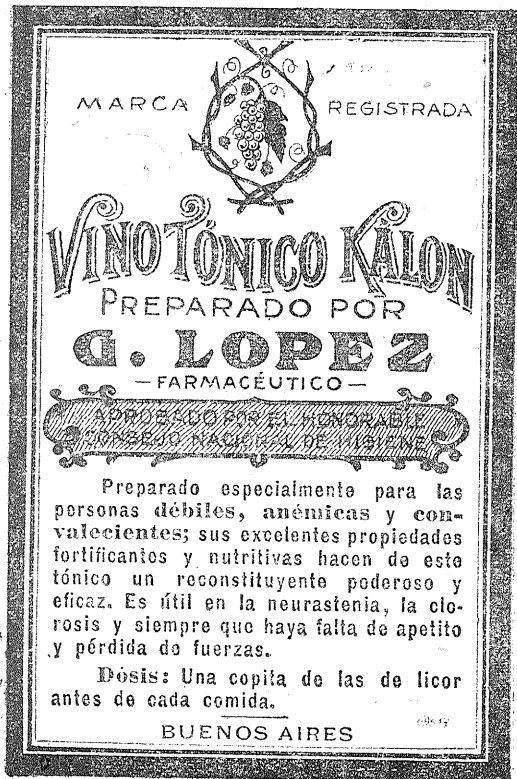 MARCA REGISTRADA
VINO TÓNICO KALON
PREPARADO POR
G. LOPEZ
—FARMACÉUTICO—
APROBADO POR EL HONORABLE
CONSEJO NACIONAL DE HIGIENE
Preparado especialmente para las
personas débiles, anémicas y con-
valecientes; sus excelentes propiedades
fortificantes y nutritivas hacen de este
tónico un reconstituyente poderoso y
eficaz. Es útil en la neurastenia, la clo-
rosis y siempre que haya falta de apetito
y pérdida de fuerzas.
Dósis: Una copita de las de licor
antes de cada comida.
BUENOS AIRES